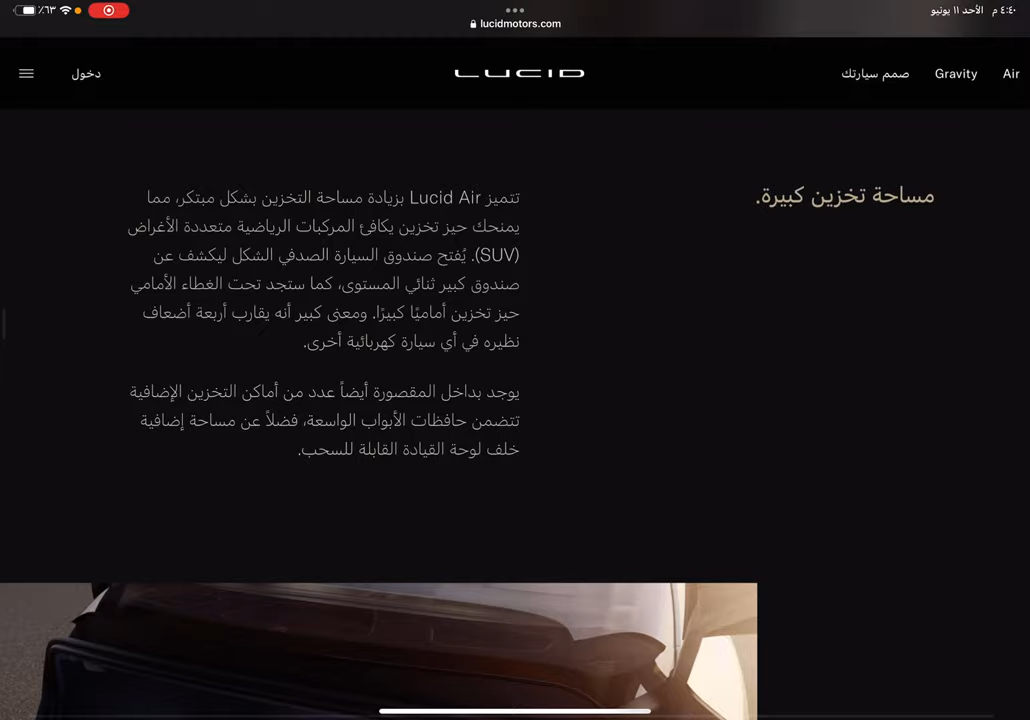 ٤:٤٠ م الأحد ١١ يونيو
٪٦٣
lucidmotors.com
Air
Gravity
صمم سيارتك
LUCID
دخول
مساحة تخزين كبيرة.
تتميز Lucid Air بزيادة مساحة التخزين بشكل مبتكر، مما
يمنحك حيز تخزين يكافئ المركبات الرياضية متعددة الأغراض
(SUV). يُفتح صندوق السيارة الصدفي الشكل ليكشف عن
صندوق كبير ثنائي المستوى، كما ستجد تحت الغطاء الأمامي
حيز تخزين أماميًا كبيرًا. ومعنى كبير أنه يقارب أربعة أضعاف
نظيره في أي سيارة كهربائية أخرى.
يوجد بداخل المقصورة أيضاً عدد من أماكن التخزين الإضافية
تتضمن حافظات الأبواب الواسعة، فضلاً عن مساحة إضافية
خلف لوحة القيادة القابلة للسحب.